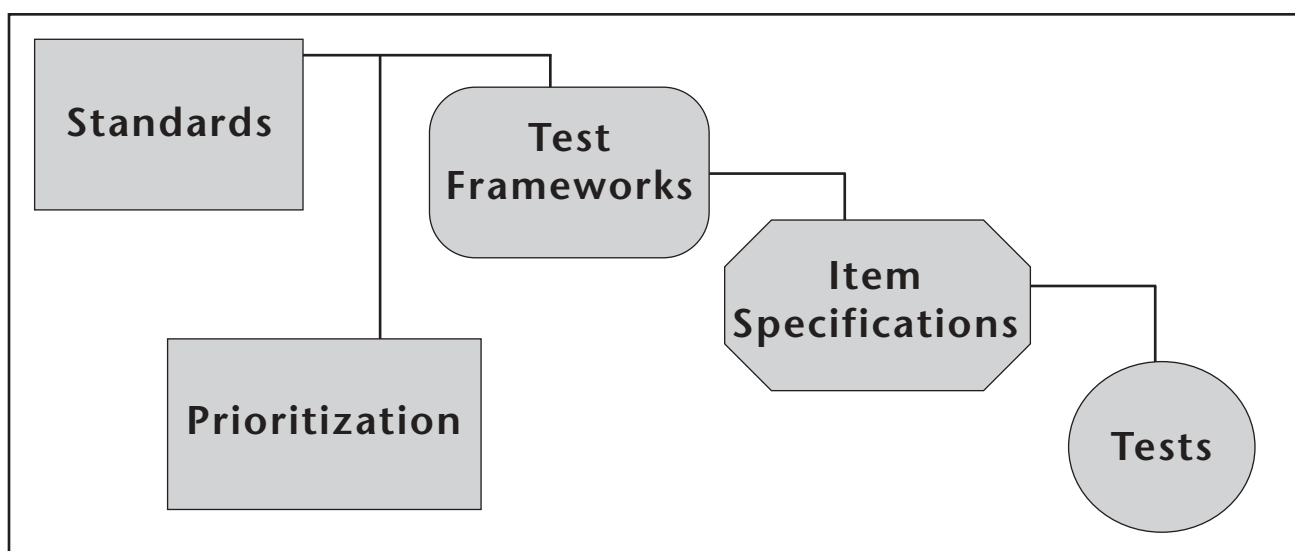 Standards
Test
Frameworks
Item
Specifications
Prioritization
Tests